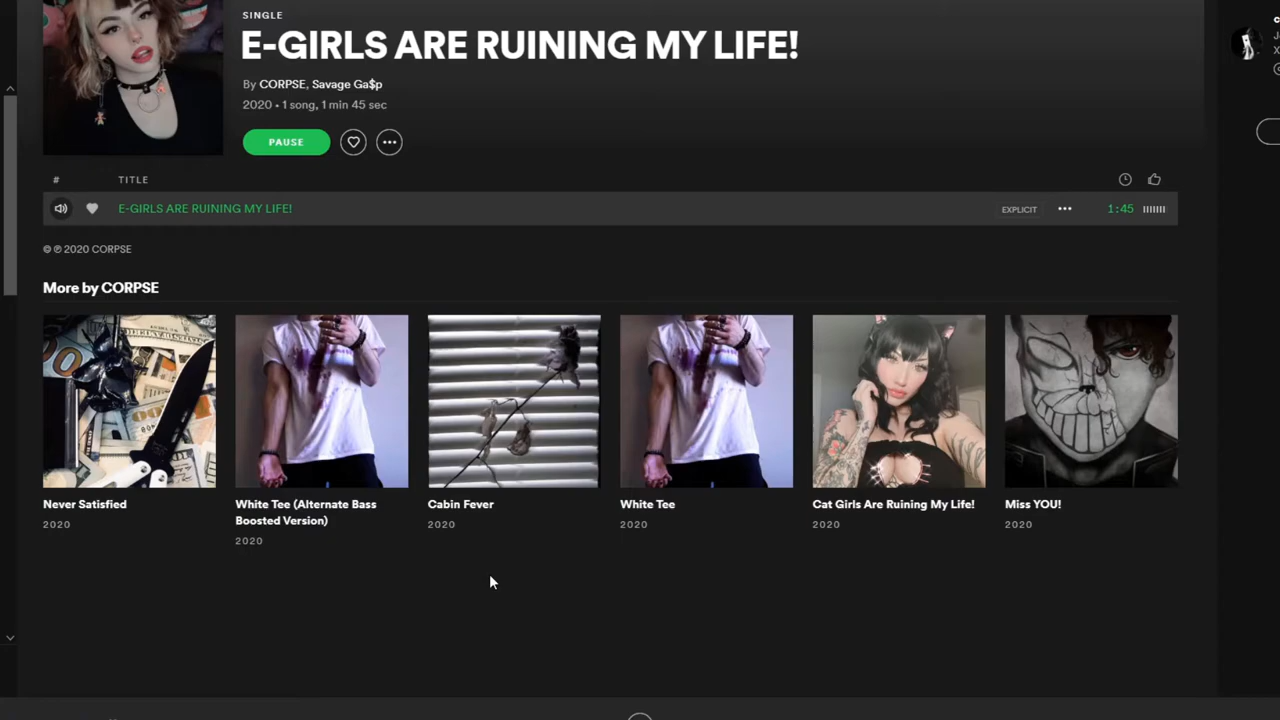 SINGLE
E-GIRLS ARE RUINING MY LIFE!
By CORPSE, Savage Ga$p
2020 • 1 song, 1 min 45 sec
PAUSE
# TITLE
E-GIRLS ARE RUINING MY LIFE! EXPLICIT 1:45
© ℗ 2020 CORPSE
More by CORPSE
Never Satisfied
2020
White Tee (Alternate Bass
Boosted Version)
2020
Cabin Fever
2020
White Tee
2020
Cat Girls Are Ruining My Life!
2020
Miss YOU!
2020